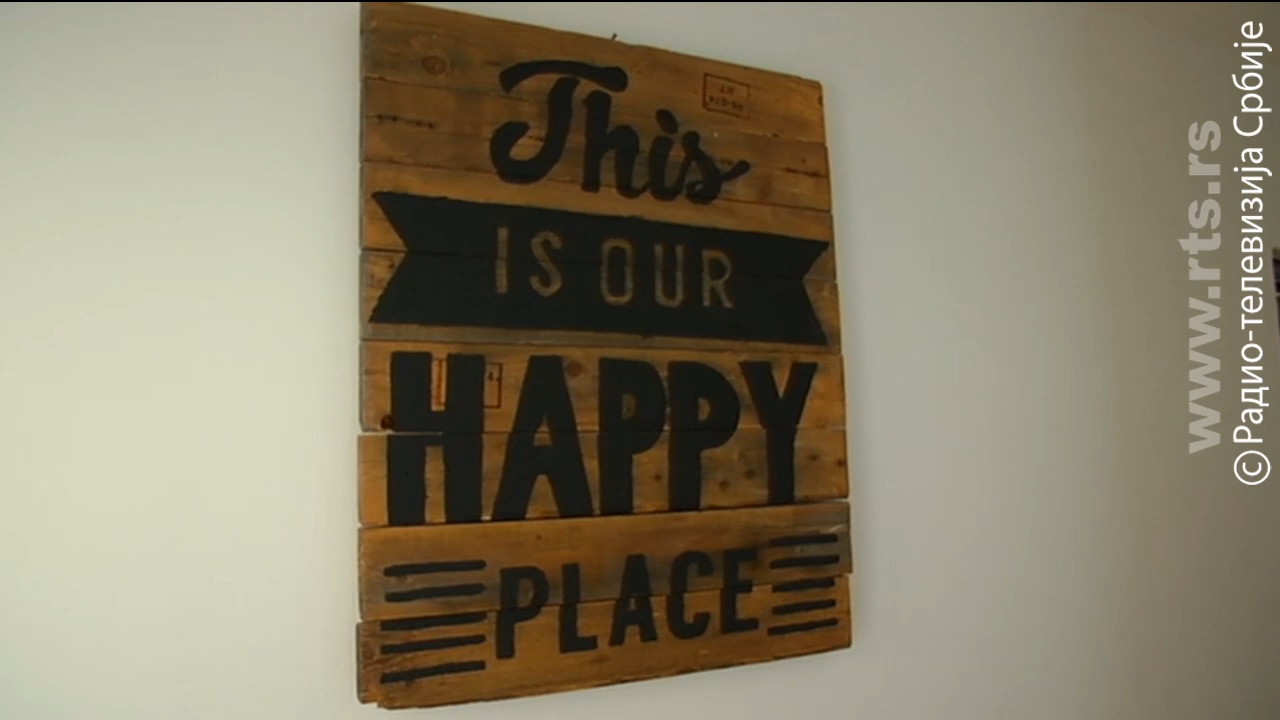 This
IS OUR
HAPPY
PLACE
www.rts.rs
© Радио-телевизија Србије